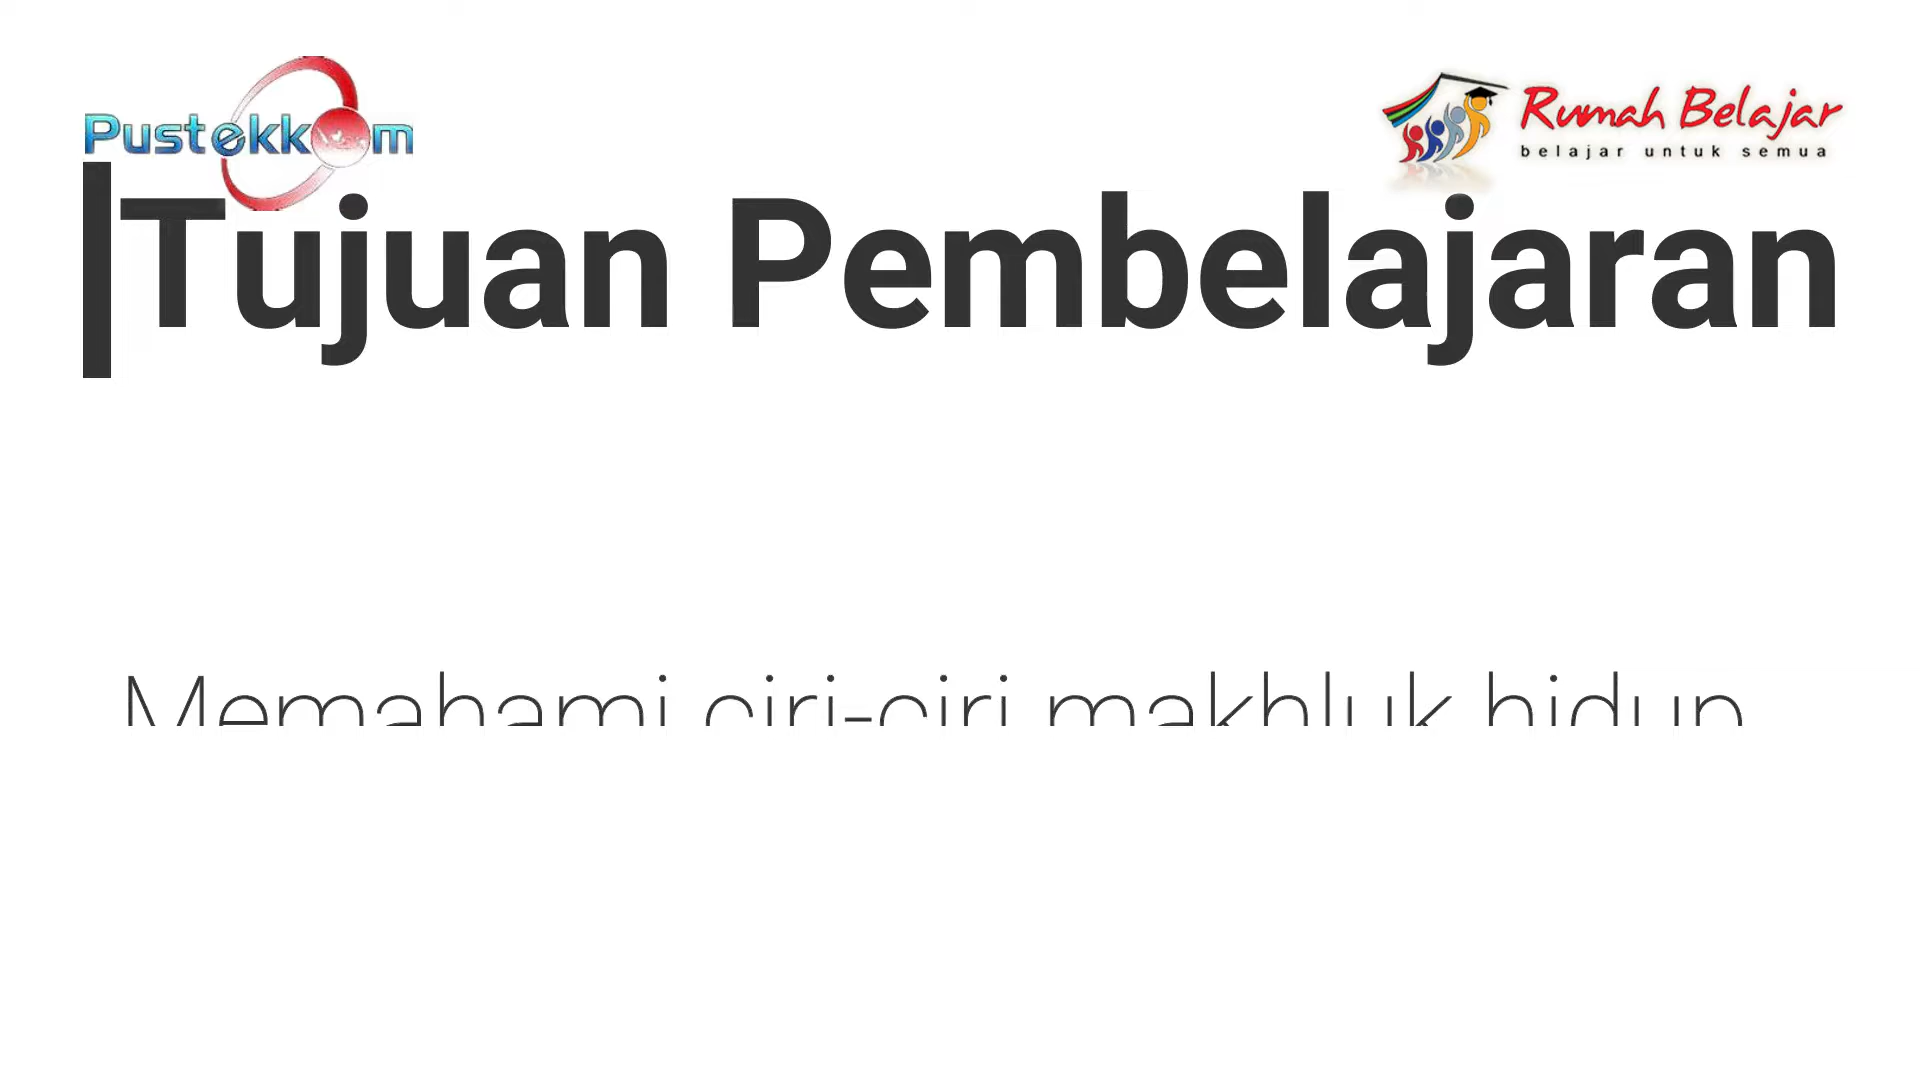 Pustekkom
Rumah Belajar
belajar untuk semua
Tujuan Pembelajaran
Memahami ciri-ciri makhluk hidup